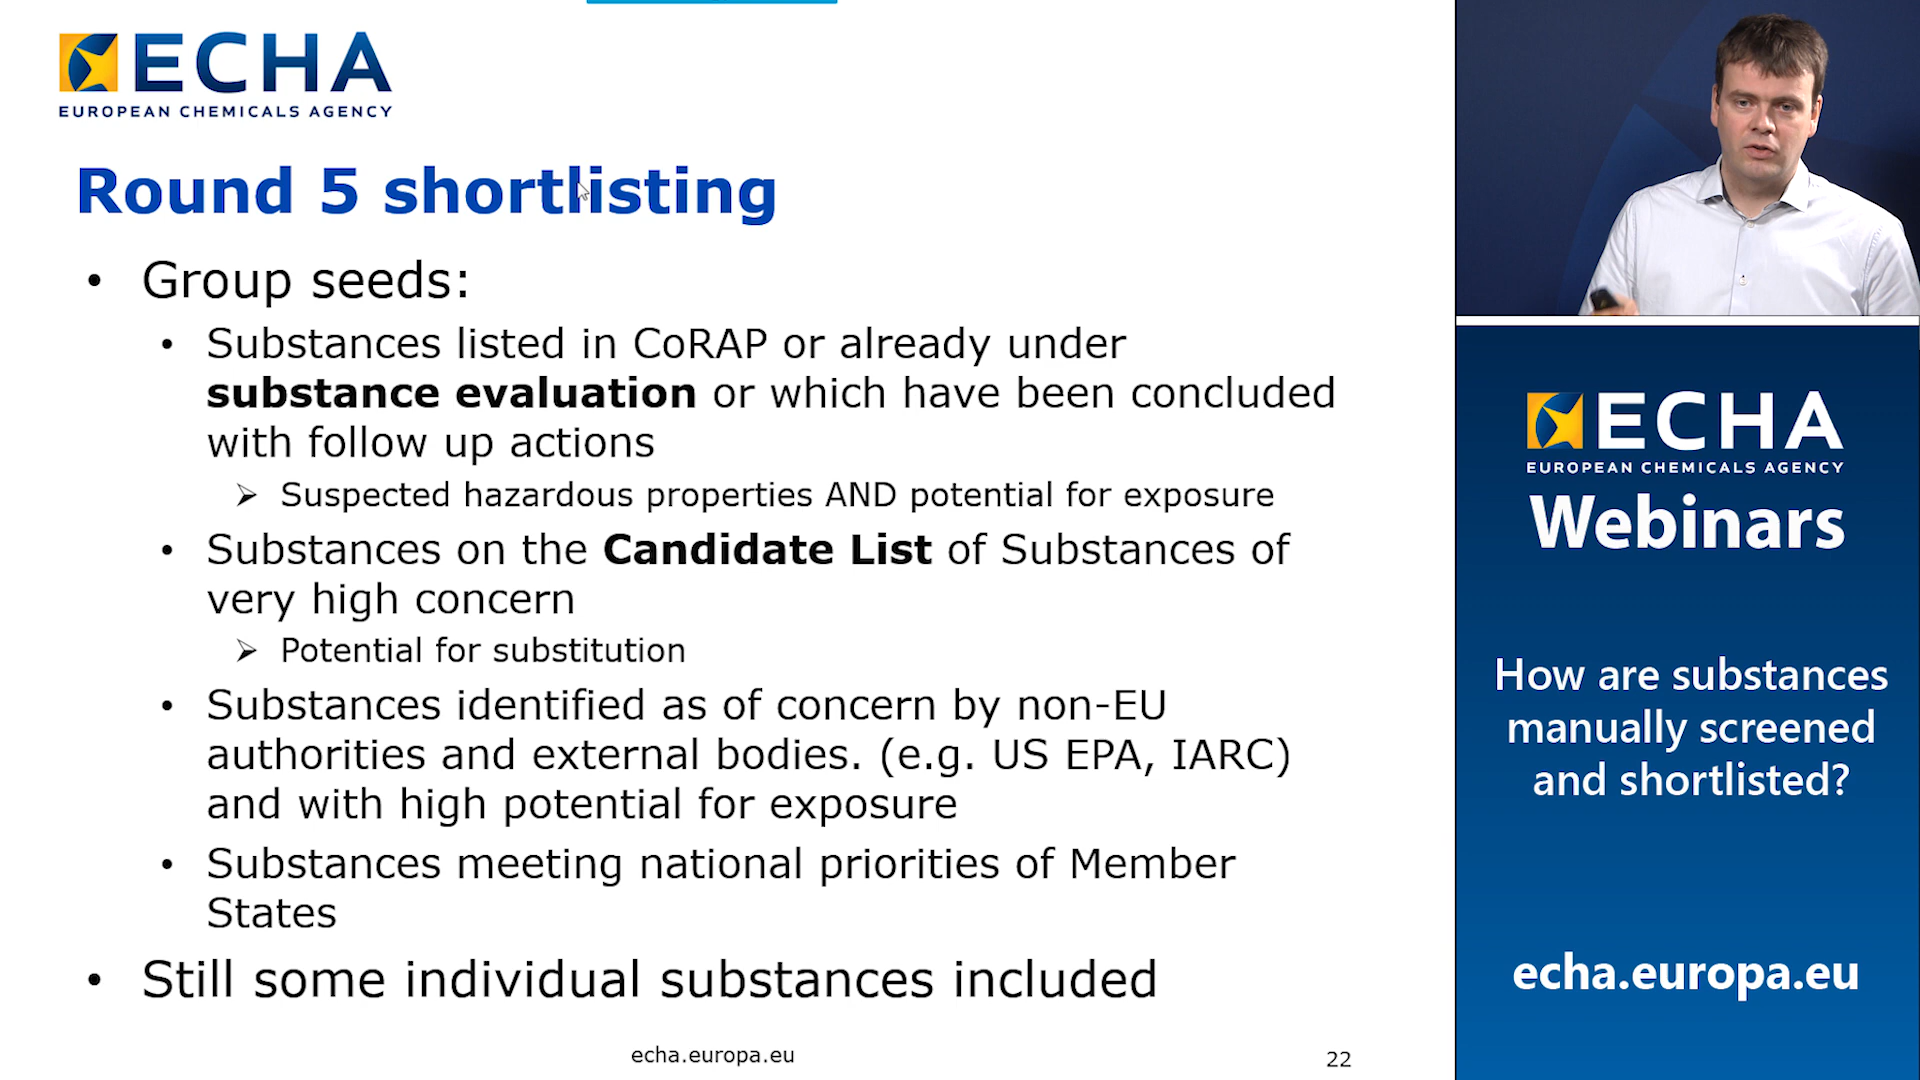 ECHA
EUROPEAN CHEMICALS AGENCY
Round 5 shortlisting
• Group seeds:
• Substances listed in CoRAP or already under
substance evaluation or which have been concluded
with follow up actions
➢ Suspected hazardous properties AND potential for exposure
• Substances on the Candidate List of Substances of
very high concern
➢ Potential for substitution
• Substances identified as of concern by non-EU
authorities and external bodies. (e.g. US EPA, IARC)
and with high potential for exposure
• Substances meeting national priorities of Member
States
• Still some individual substances included
echa.europa.eu
22
ECHA
EUROPEAN CHEMICALS AGENCY
Webinars
How are substances
manually screened
and shortlisted?
echa.europa.eu